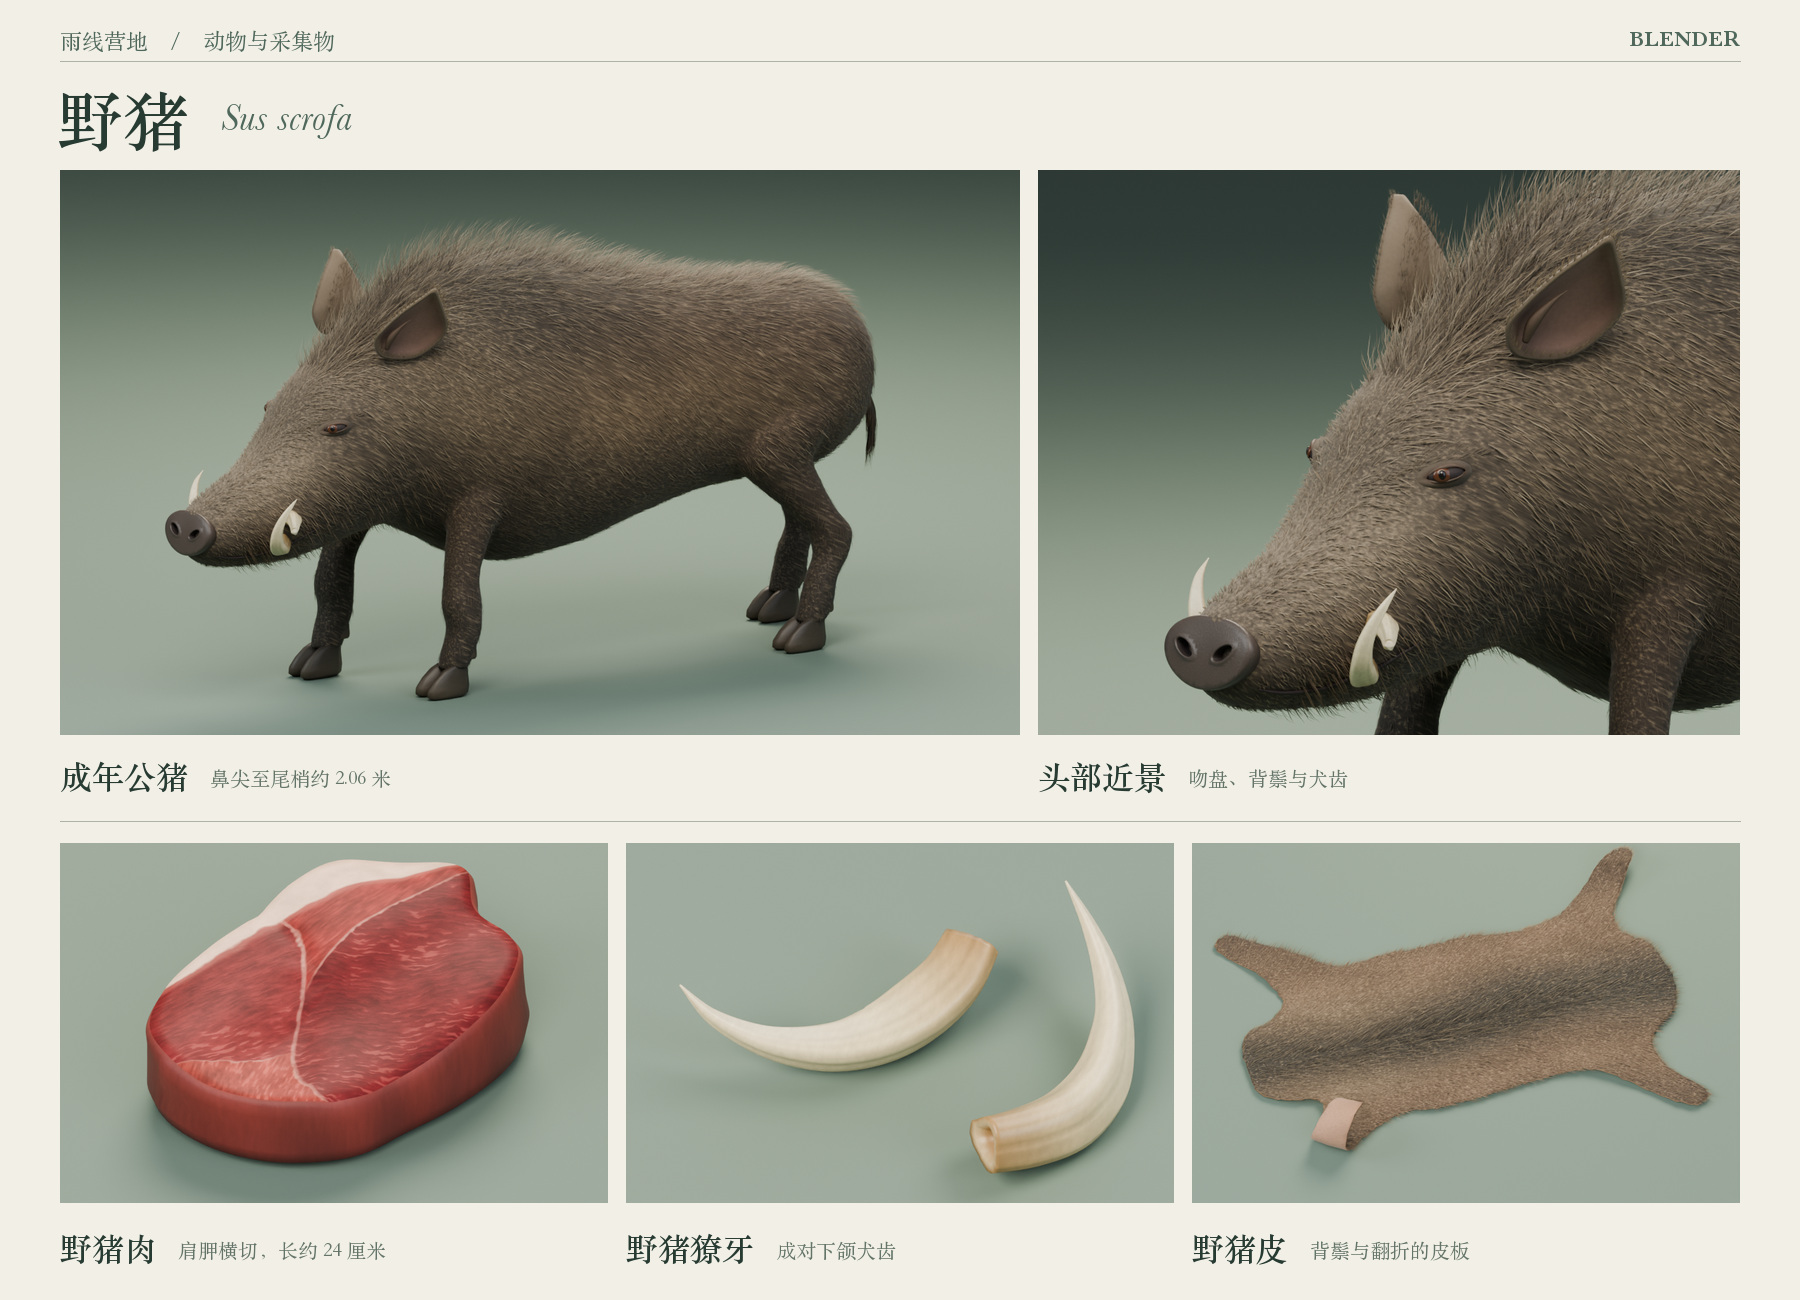 雨线营地 / 动物与采集物
BLENDER
野猪 Sus scrofa
成年公猪 鼻尖至尾梢约 2.06 米
头部近景 吻盘、背鬃与犬齿
野猪肉 肩胛横切，长约 24 厘米
野猪獠牙 成对下颌犬齿
野猪皮 背鬃与翻折的皮板